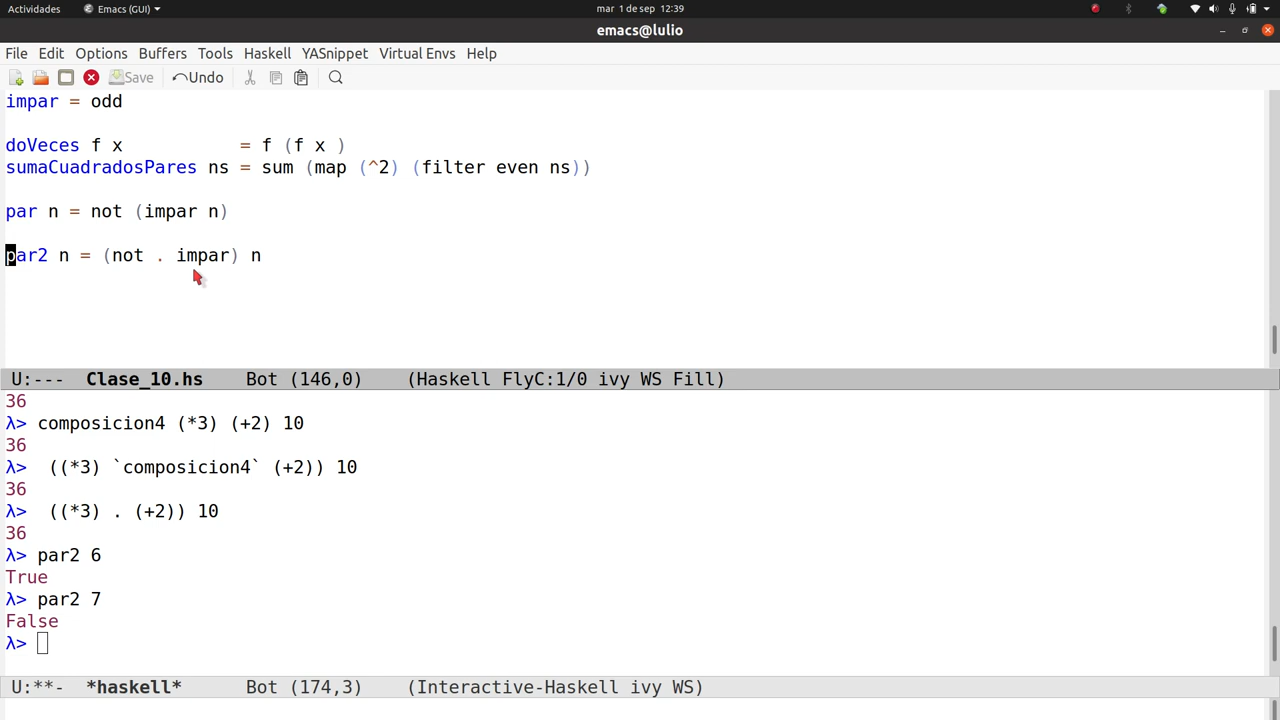 Actividades Emacs (GUI) mar 1 de sep 12:39
emacs@lulio
File Edit Options Buffers Tools Haskell YASnippet Virtual Envs Help
Save Undo
impar = odd
doVeces f x           = f (f x )
sumaCuadradosPares ns = sum (map (^2) (filter even ns))
par n = not (impar n)
par2 n = (not . impar) n
U:---  Clase_10.hs    Bot (146,0)    (Haskell FlyC:1/0 ivy WS Fill)
36
λ> composicion4 (*3) (+2) 10
36
λ>  ((*3) `composicion4` (+2)) 10
36
λ>  ((*3) . (+2)) 10
36
λ> par2 6
True
λ> par2 7
False
λ>
U:**-  *haskell*      Bot (174,3)    (Interactive-Haskell ivy WS)